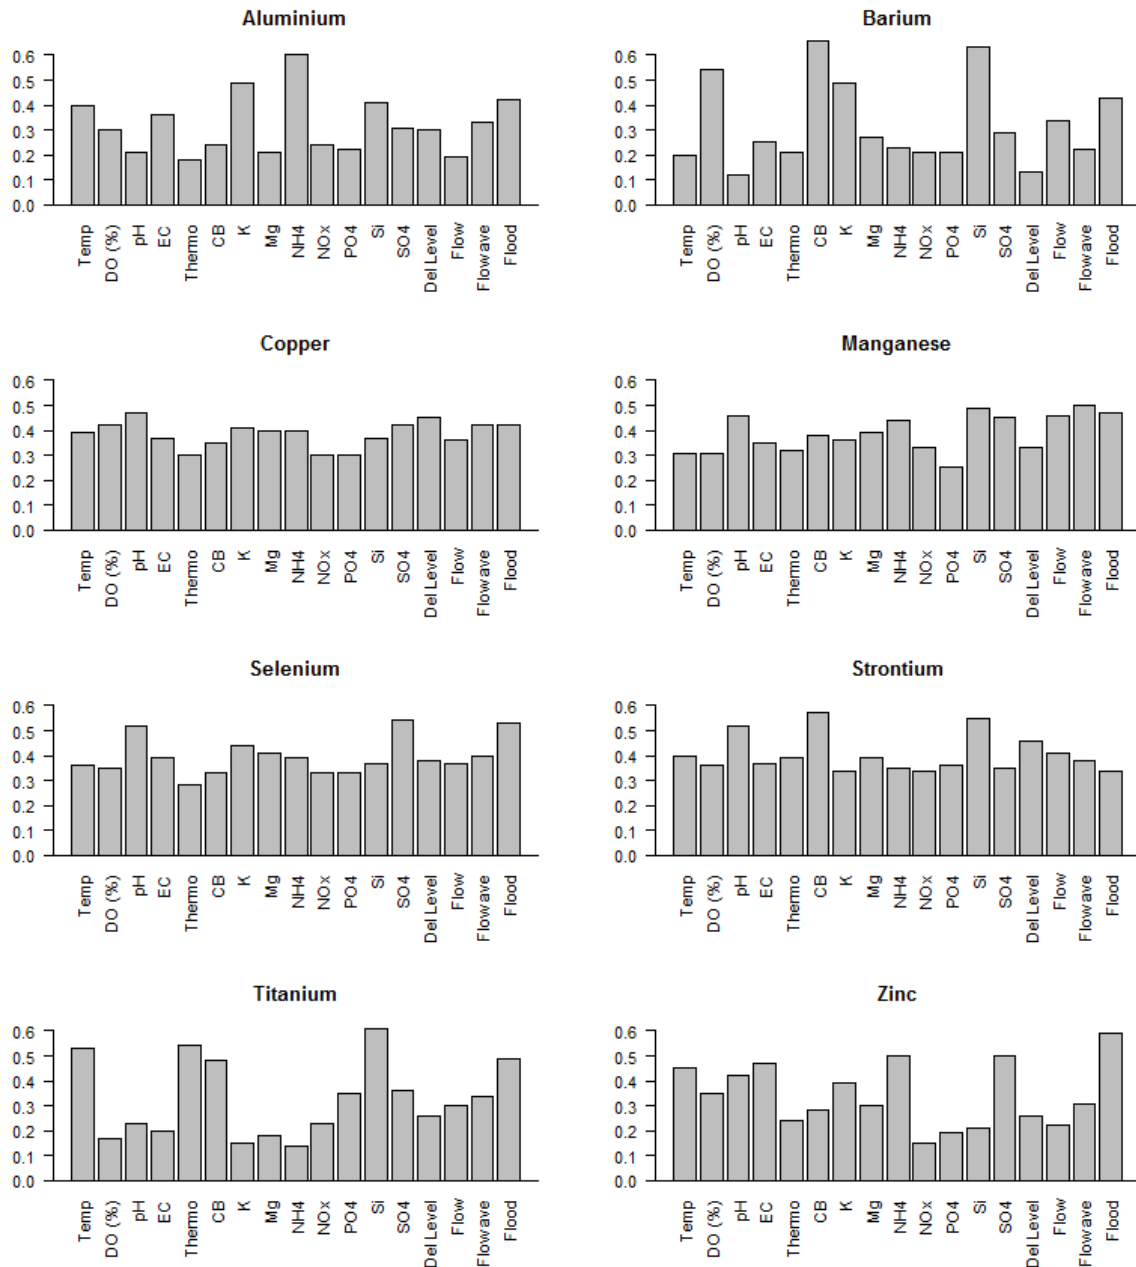 Aluminium
0.6
0.5
0.4
0.3
0.2
0.1
0.0
Temp
DO (%)
pH
EC
Thermo
CB
K
Mg
NH4
NOx
PO4
Si
SO4
Del Level
Flow
Flowave
Flood
Barium
0.6
0.5
0.4
0.3
0.2
0.1
0.0
Temp
DO (%)
pH
EC
Thermo
CB
K
Mg
NH4
NOx
PO4
Si
SO4
Del Level
Flow
Flowave
Flood
Copper
0.6
0.5
0.4
0.3
0.2
0.1
0.0
Temp
DO (%)
pH
EC
Thermo
CB
K
Mg
NH4
NOx
PO4
Si
SO4
Del Level
Flow
Flowave
Flood
Manganese
0.6
0.5
0.4
0.3
0.2
0.1
0.0
Temp
DO (%)
pH
EC
Thermo
CB
K
Mg
NH4
NOx
PO4
Si
SO4
Del Level
Flow
Flowave
Flood
Selenium
0.6
0.5
0.4
0.3
0.2
0.1
0.0
Temp
DO (%)
pH
EC
Thermo
CB
K
Mg
NH4
NOx
PO4
Si
SO4
Del Level
Flow
Flowave
Flood
Strontium
0.6
0.5
0.4
0.3
0.2
0.1
0.0
Temp
DO (%)
pH
EC
Thermo
CB
K
Mg
NH4
NOx
PO4
Si
SO4
Del Level
Flow
Flowave
Flood
Titanium
0.6
0.5
0.4
0.3
0.2
0.1
0.0
Temp
DO (%)
pH
EC
Thermo
CB
K
Mg
NH4
NOx
PO4
Si
SO4
Del Level
Flow
Flowave
Flood
Zinc
0.6
0.5
0.4
0.3
0.2
0.1
0.0
Temp
DO (%)
pH
EC
Thermo
CB
K
Mg
NH4
NOx
PO4
Si
SO4
Del Level
Flow
Flowave
Flood